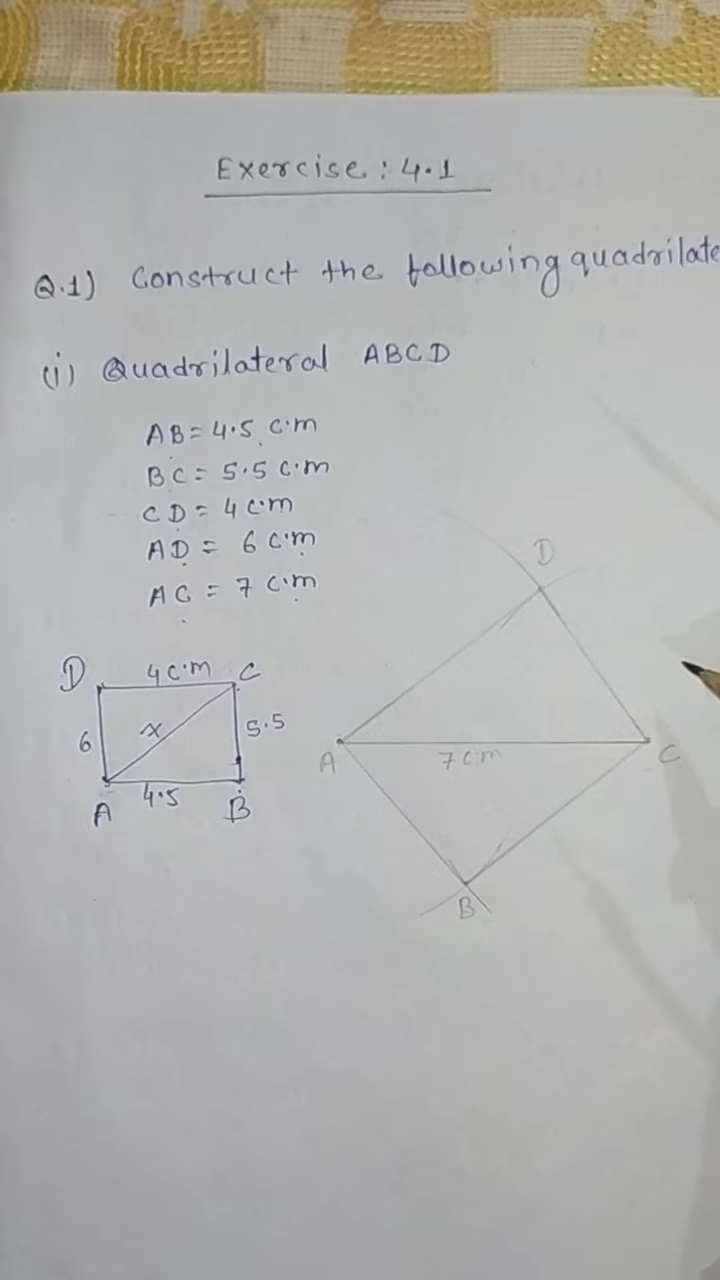 Exercise : 4.1
Q.1) Construct the following quadrilate
(i) Quadrilateral ABCD
AB = 4.5 c.m
BC = 5.5 c.m
CD = 4 c.m
AD = 6 c.m
AC = 7 c.m
D 4 c.m C
6 x 5.5
A 4.5 B
D
A 7 cm C
B